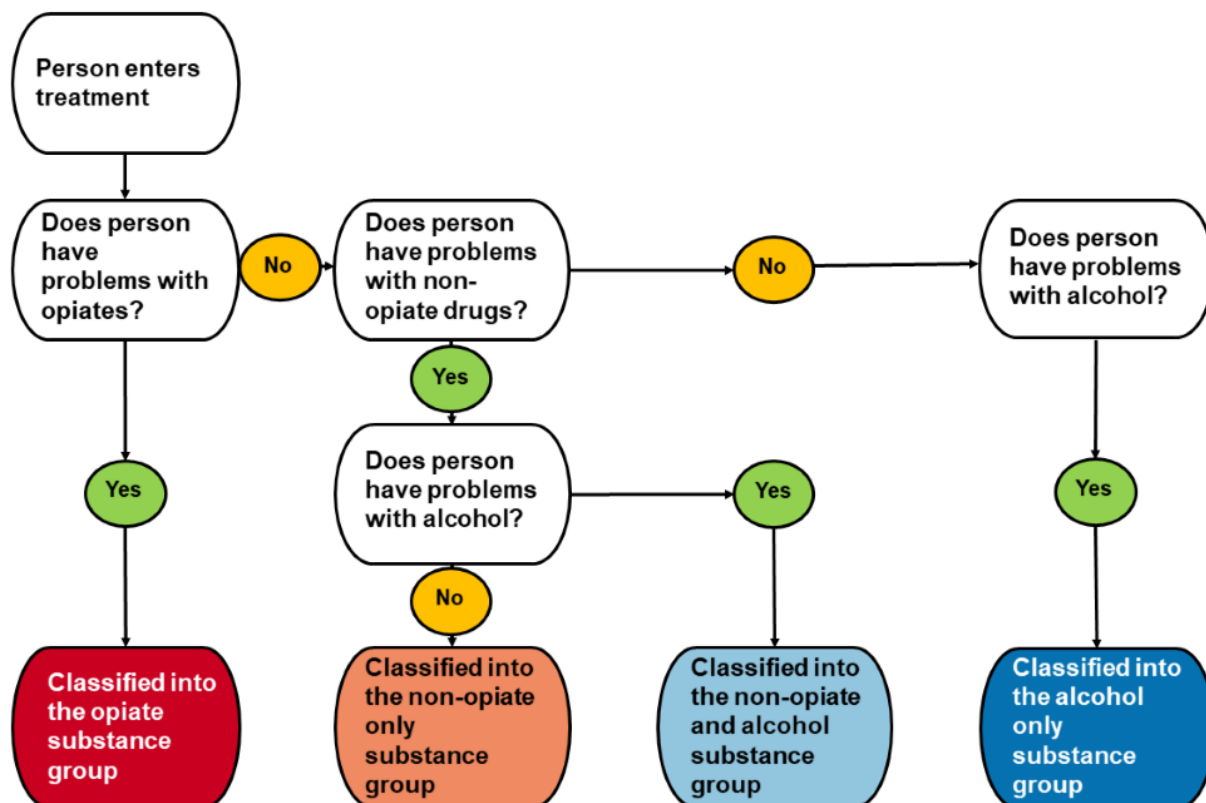 Person enters
treatment
Does person
have
problems with
opiates?
No
Does person
have problems
with non-
opiate drugs?
No
Does person
have problems
with alcohol?
Yes
Does person
have problems
with alcohol?
Yes
Yes
Yes
No
Classified into
the opiate
substance
group
Classified into
the non-opiate
only
substance
group
Classified into
the non-opiate
and alcohol
substance
group
Classified into
the alcohol
only
substance
group